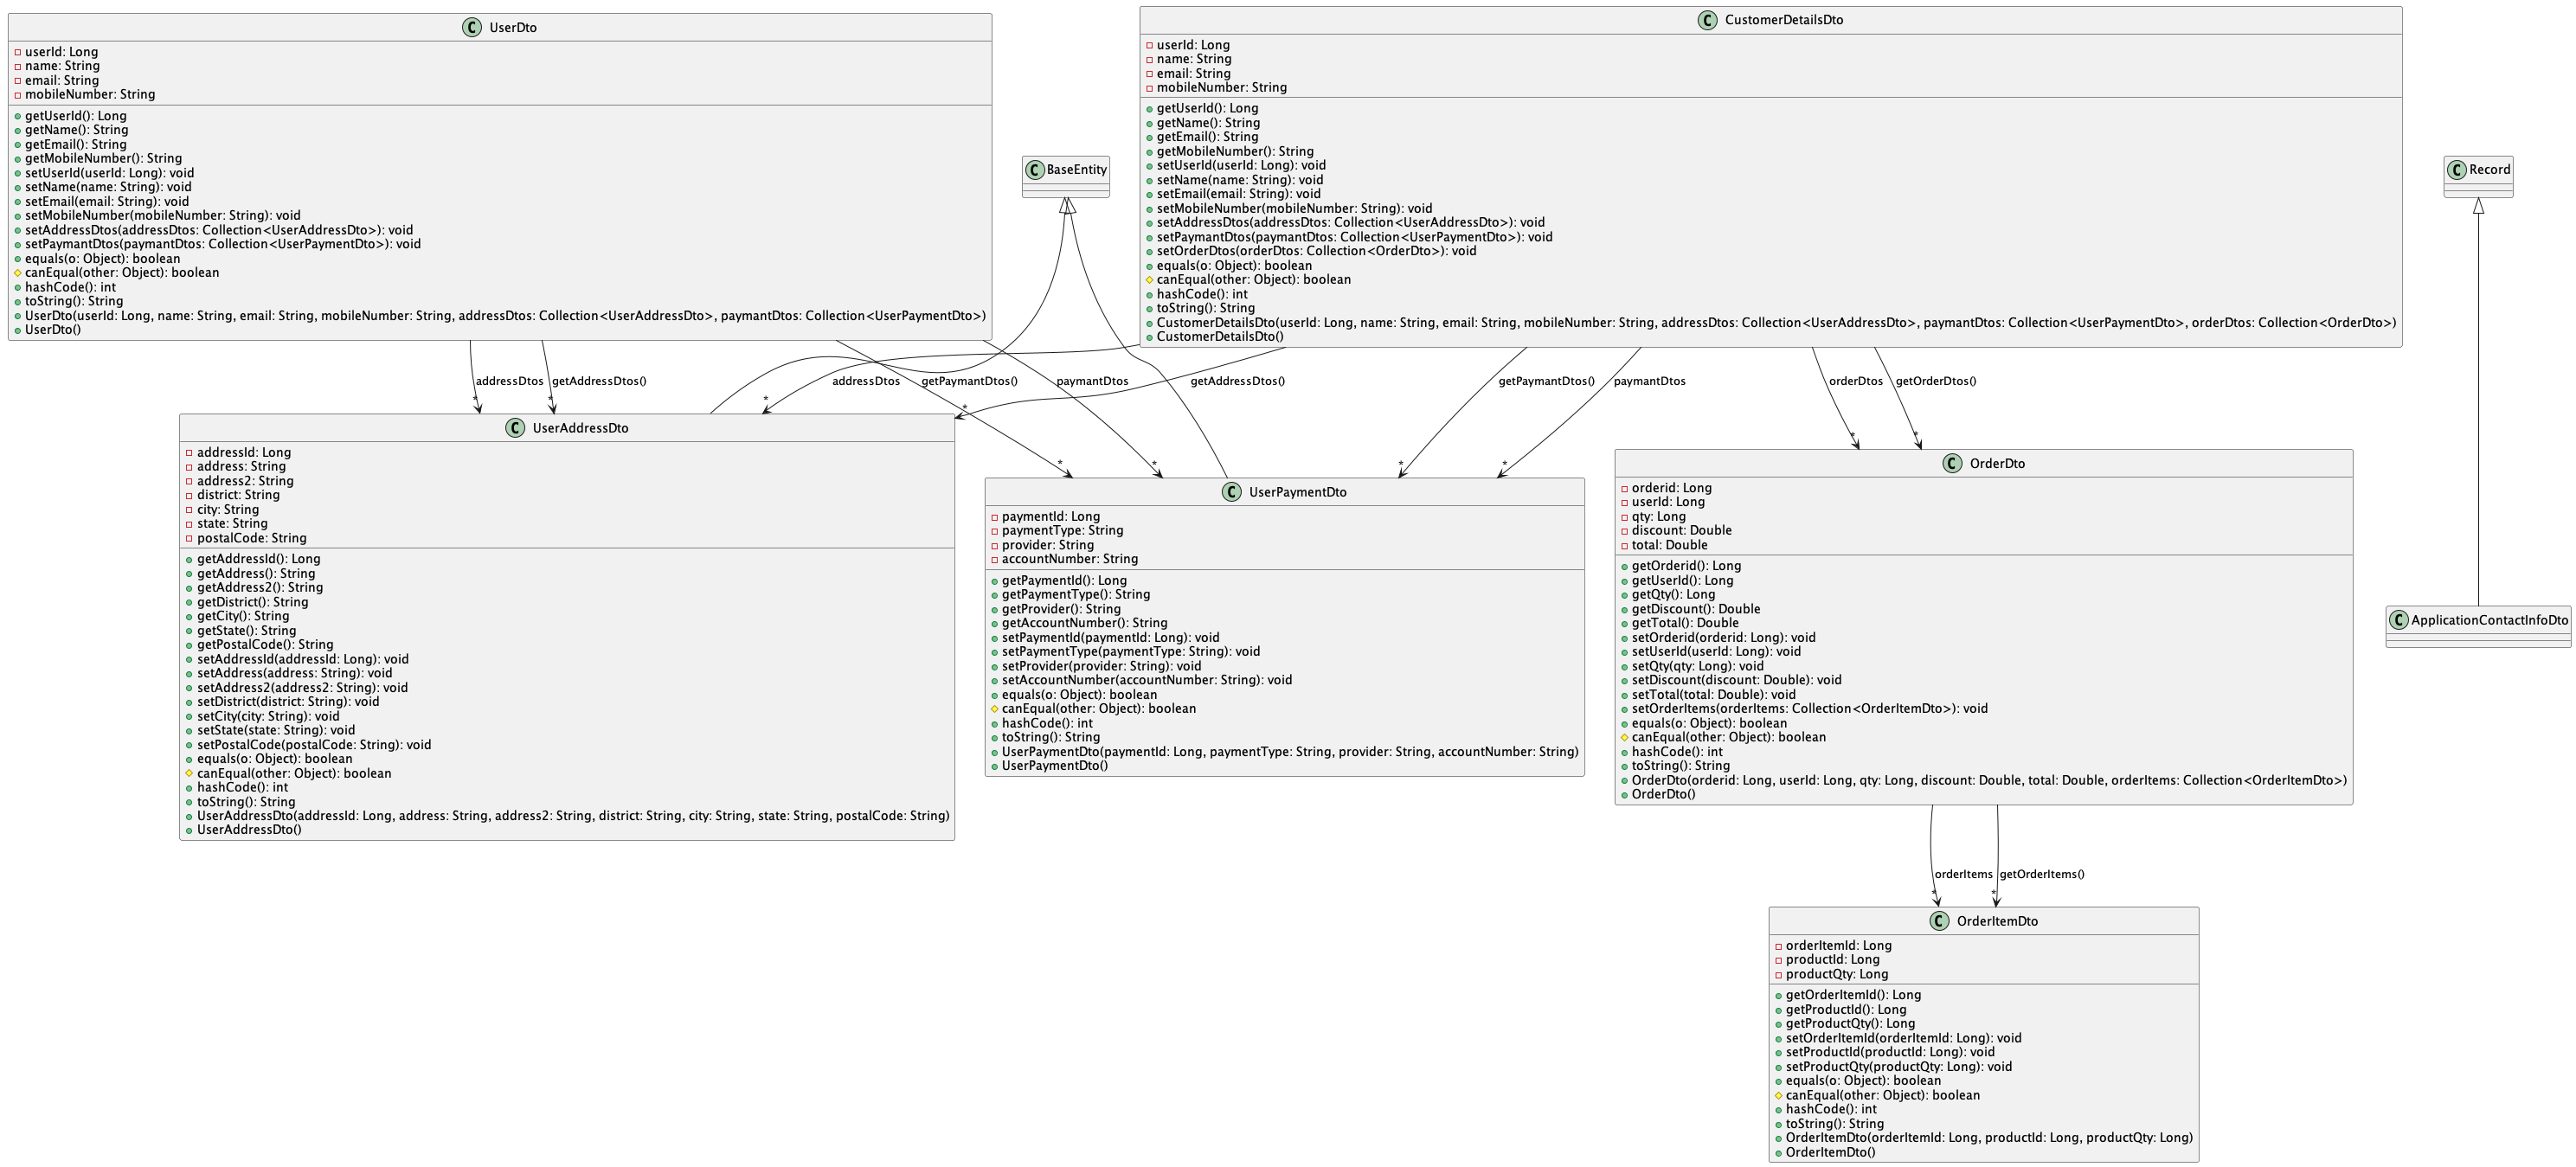 C UserDto
userId: Long
name: String
email: String
mobileNumber: String
getUserId(): Long
getName(): String
getEmail(): String
getMobileNumber(): String
setUserId(userId: Long): void
setName(name: String): void
setEmail(email: String): void
setMobileNumber(mobileNumber: String): void
setAddressDtos(addressDtos: Collection<UserAddressDto>): void
setPaymantDtos(paymantDtos: Collection<UserPaymentDto>): void
equals(o: Object): boolean
canEqual(other: Object): boolean
hashCode(): int
toString(): String
UserDto(userId: Long, name: String, email: String, mobileNumber: String, addressDtos: Collection<UserAddressDto>, paymantDtos: Collection<UserPaymentDto>)
UserDto()
C BaseEntity
C CustomerDetailsDto
userId: Long
name: String
email: String
mobileNumber: String
getUserId(): Long
getName(): String
getEmail(): String
getMobileNumber(): String
setUserId(userId: Long): void
setName(name: String): void
setEmail(email: String): void
setMobileNumber(mobileNumber: String): void
setAddressDtos(addressDtos: Collection<UserAddressDto>): void
setPaymantDtos(paymantDtos: Collection<UserPaymentDto>): void
setOrderDtos(orderDtos: Collection<OrderDto>): void
equals(o: Object): boolean
canEqual(other: Object): boolean
hashCode(): int
toString(): String
CustomerDetailsDto(userId: Long, name: String, email: String, mobileNumber: String, addressDtos: Collection<UserAddressDto>, paymantDtos: Collection<UserPaymentDto>, orderDtos: Collection<OrderDto>)
CustomerDetailsDto()
C Record
addressDtos
getAddressDtos()
addressDtos
getPaymantDtos()
paymantDtos
getAddressDtos()
getPaymantDtos()
paymantDtos
orderDtos
getOrderDtos()
*
*
*
*
*
*
*
*
*
*
C UserAddressDto
addressId: Long
address: String
address2: String
district: String
city: String
state: String
postalCode: String
getAddressId(): Long
getAddress(): String
getAddress2(): String
getDistrict(): String
getCity(): String
getState(): String
getPostalCode(): String
setAddressId(addressId: Long): void
setAddress(address: String): void
setAddress2(address2: String): void
setDistrict(district: String): void
setCity(city: String): void
setState(state: String): void
setPostalCode(postalCode: String): void
equals(o: Object): boolean
canEqual(other: Object): boolean
hashCode(): int
toString(): String
UserAddressDto(addressId: Long, address: String, address2: String, district: String, city: String, state: String, postalCode: String)
UserAddressDto()
C UserPaymentDto
paymentId: Long
paymentType: String
provider: String
accountNumber: String
getPaymentId(): Long
getPaymentType(): String
getProvider(): String
getAccountNumber(): String
setPaymentId(paymentId: Long): void
setPaymentType(paymentType: String): void
setProvider(provider: String): void
setAccountNumber(accountNumber: String): void
equals(o: Object): boolean
canEqual(other: Object): boolean
hashCode(): int
toString(): String
UserPaymentDto(paymentId: Long, paymentType: String, provider: String, accountNumber: String)
UserPaymentDto()
C OrderDto
orderid: Long
userId: Long
qty: Long
discount: Double
total: Double
getOrderid(): Long
getUserId(): Long
getQty(): Long
getDiscount(): Double
getTotal(): Double
setOrderid(orderid: Long): void
setUserId(userId: Long): void
setQty(qty: Long): void
setDiscount(discount: Double): void
setTotal(total: Double): void
setOrderItems(orderItems: Collection<OrderItemDto>): void
equals(o: Object): boolean
canEqual(other: Object): boolean
hashCode(): int
toString(): String
OrderDto(orderid: Long, userId: Long, qty: Long, discount: Double, total: Double, orderItems: Collection<OrderItemDto>)
OrderDto()
C ApplicationContactInfoDto
orderItems
getOrderItems()
*
*
C OrderItemDto
orderItemId: Long
productId: Long
productQty: Long
getOrderItemId(): Long
getProductId(): Long
getProductQty(): Long
setOrderItemId(orderItemId: Long): void
setProductId(productId: Long): void
setProductQty(productQty: Long): void
equals(o: Object): boolean
canEqual(other: Object): boolean
hashCode(): int
toString(): String
OrderItemDto(orderItemId: Long, productId: Long, productQty: Long)
OrderItemDto()